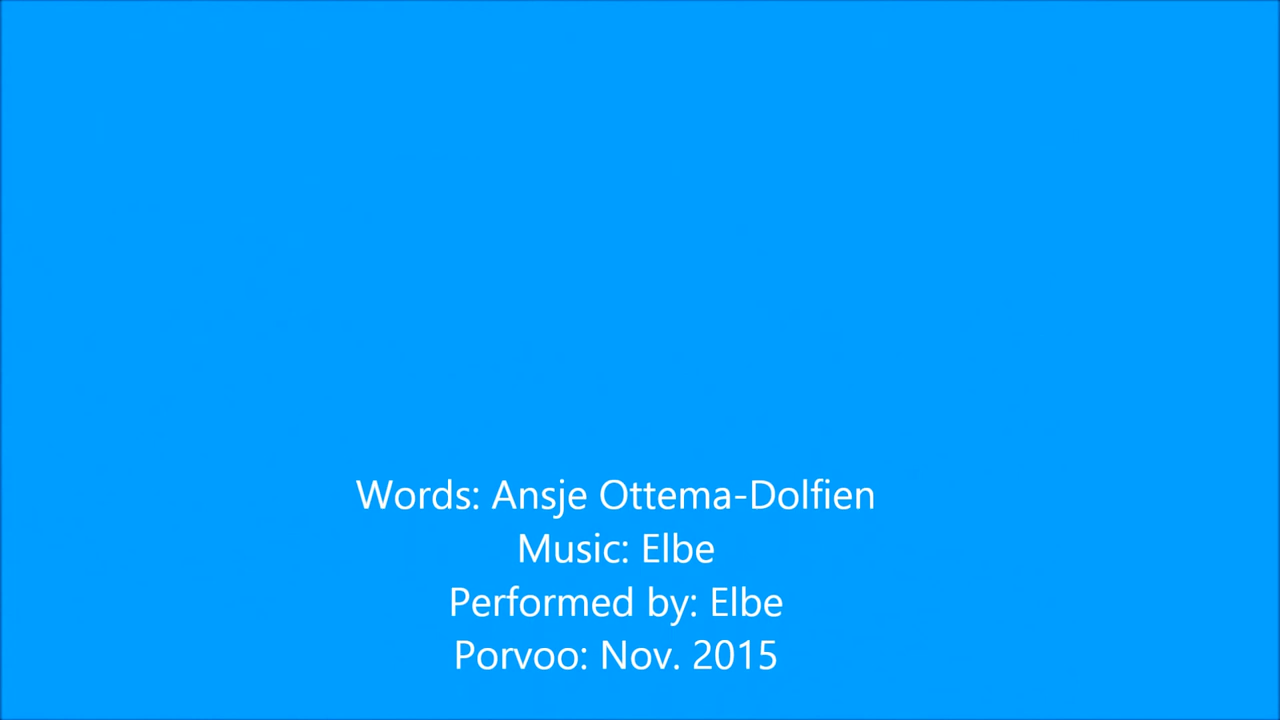 Words: Ansje Ottema-Dolfien
Music: Elbe
Performed by: Elbe
Porvoo: Nov. 2015